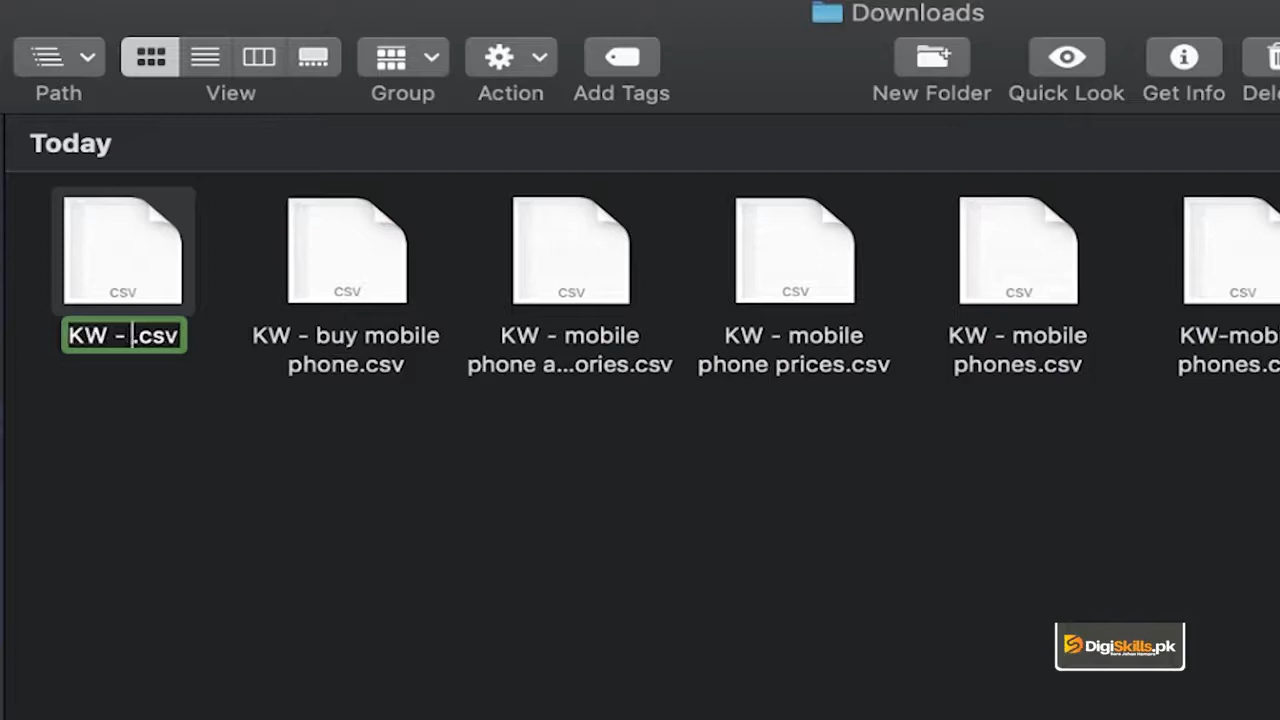 Downloads
Path
View
Group
Action
Add Tags
New Folder
Quick Look
Get Info
Today
CSV
CSV
CSV
CSV
CSV
CSV
KW - .csv
KW - buy mobile
phone.csv
KW - mobile
phone a...ories.csv
KW - mobile
phone prices.csv
KW - mobile
phones.csv
KW-mob
phones.c
DigiSkills.pk